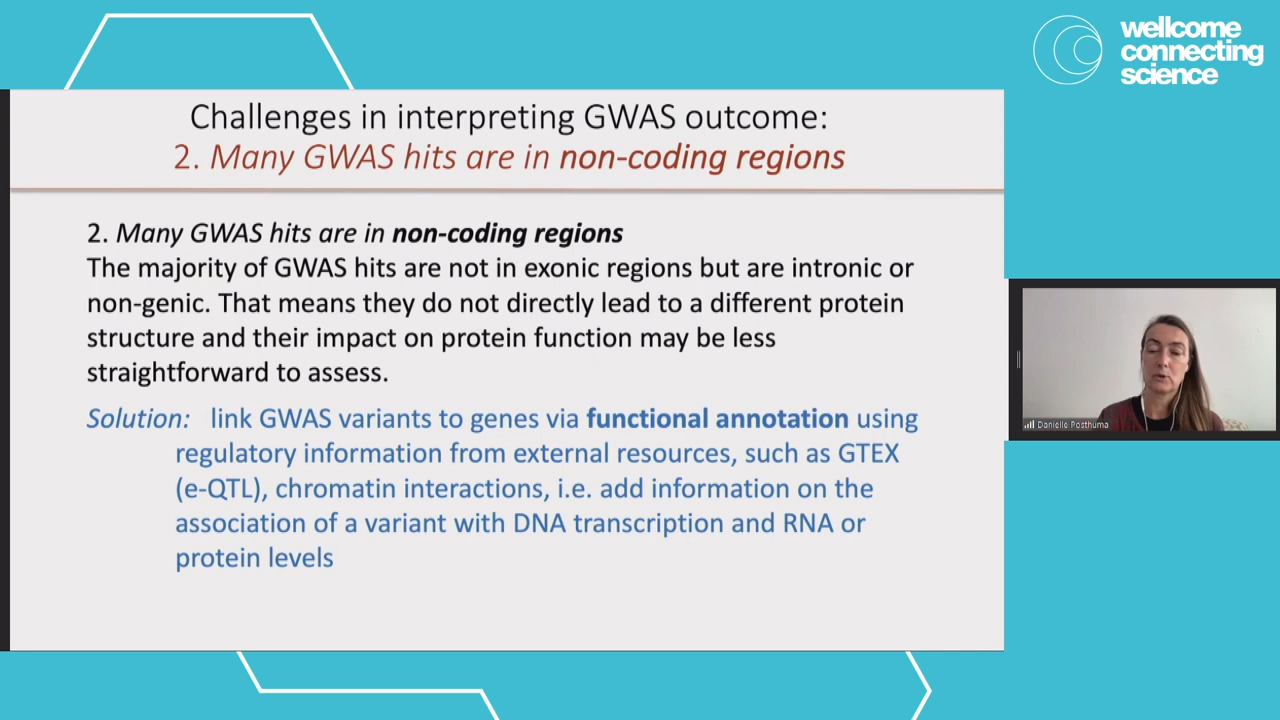 wellcome
connecting
science
Challenges in interpreting GWAS outcome:
2. Many GWAS hits are in non-coding regions
2. Many GWAS hits are in non-coding regions
The majority of GWAS hits are not in exonic regions but are intronic or
non-genic. That means they do not directly lead to a different protein
structure and their impact on protein function may be less
straightforward to assess.
Solution: link GWAS variants to genes via functional annotation using
regulatory information from external resources, such as GTEX
(e-QTL), chromatin interactions, i.e. add information on the
association of a variant with DNA transcription and RNA or
protein levels
Danielle Posthuma